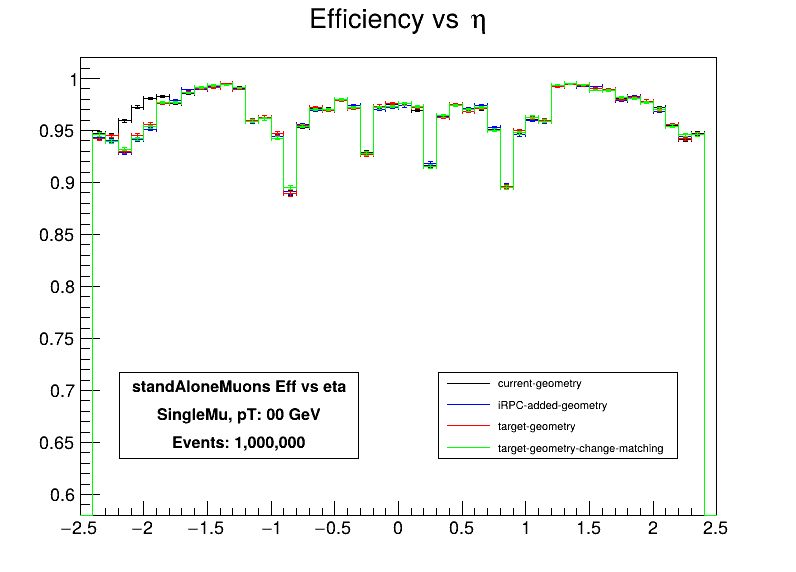 Efficiency vs η
1
0.95
0.9
0.85
0.8
0.75
0.7
0.65
0.6
standAloneMuons Eff vs eta
SingleMu, pT: 00 GeV
Events: 1,000,000
current-geometry
iRPC-added-geometry
target-geometry
target-geometry-change-matching
−2.5 −2 −1.5 −1 −0.5 0 0.5 1 1.5 2 2.5